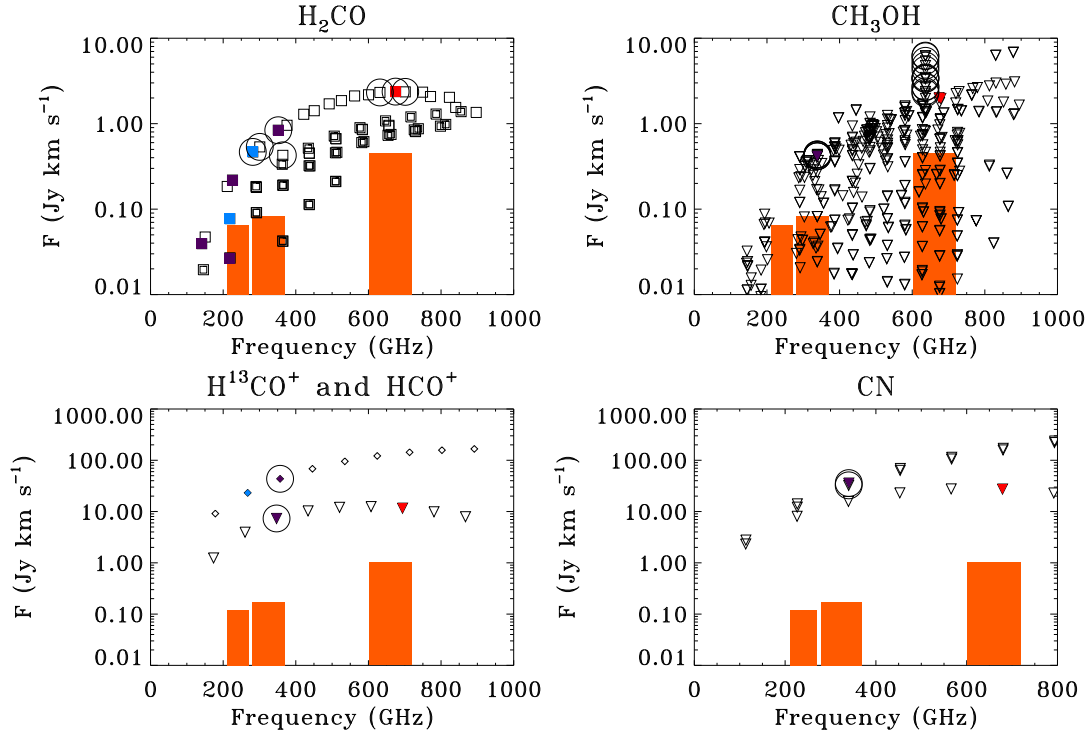 H₂CO
CH₃OH
F (Jy km s⁻¹)
10.00
1.00
0.10
0.01
0 200 400 600 800 1000
Frequency (GHz)
F (Jy km s⁻¹)
10.00
1.00
0.10
0.01
0 200 400 600 800 1000
Frequency (GHz)
H¹³CO⁺ and HCO⁺
CN
F (Jy km s⁻¹)
1000.00
100.00
10.00
1.00
0.10
0.01
0 200 400 600 800 1000
Frequency (GHz)
F (Jy km s⁻¹)
1000.00
100.00
10.00
1.00
0.10
0.01
0 200 400 600 800
Frequency (GHz)